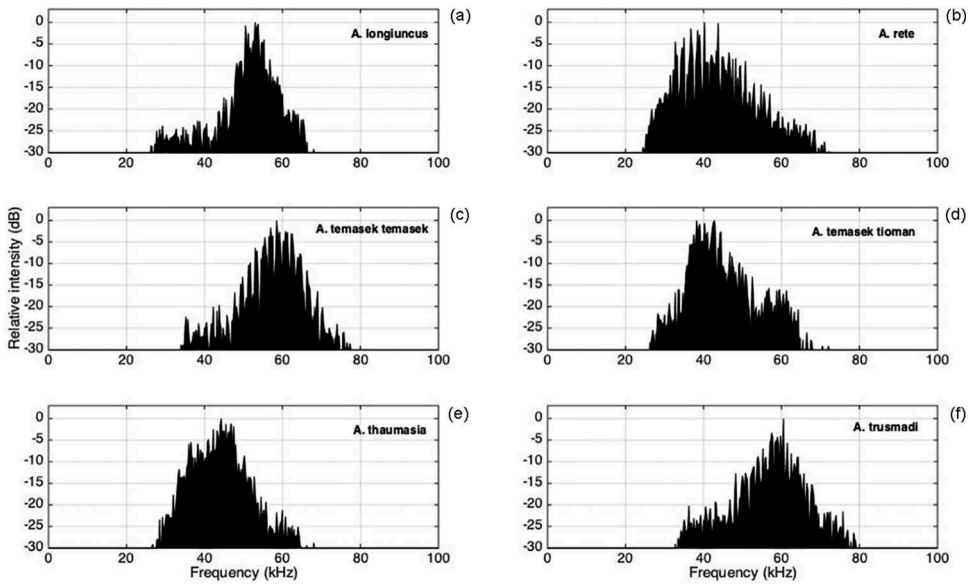 (a)
A. longiuncus
0
-5
-10
-15
-20
-25
-30
0 20 40 60 80 100
(b)
A. rete
0
-5
-10
-15
-20
-25
-30
0 20 40 60 80 100
(c)
A. temasek temasek
Relative intensity (dB)
0
-5
-10
-15
-20
-25
-30
0 20 40 60 80 100
(d)
A. temasek tioman
0
-5
-10
-15
-20
-25
-30
0 20 40 60 80 100
(e)
A. thaumasia
0
-5
-10
-15
-20
-25
-30
0 20 40 60 80 100
Frequency (kHz)
(f)
A. trusmadi
0
-5
-10
-15
-20
-25
-30
0 20 40 60 80 100
Frequency (kHz)